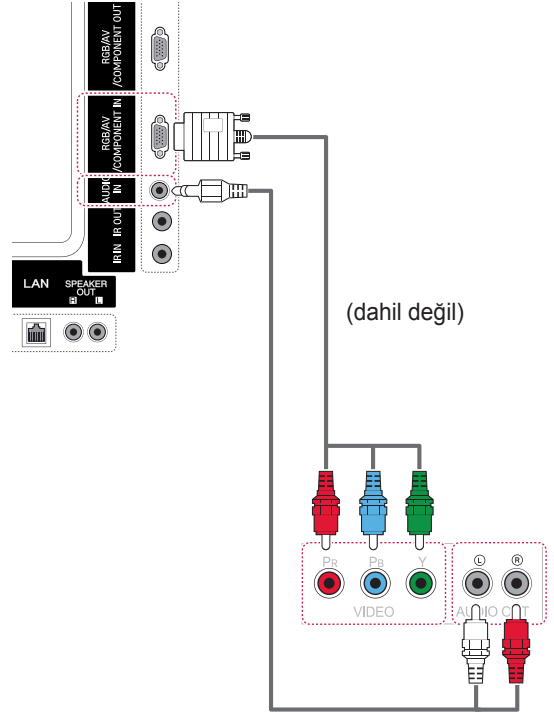 RGB/AV
/COMPONENT OUT
RGB/AV
/COMPONENT IN
AUDIO
IN
IR OUT
IR IN
LAN
SPEAKER
OUT
R L
(dahil değil)
PR PB Y
VIDEO
L R
AUDIO OUT